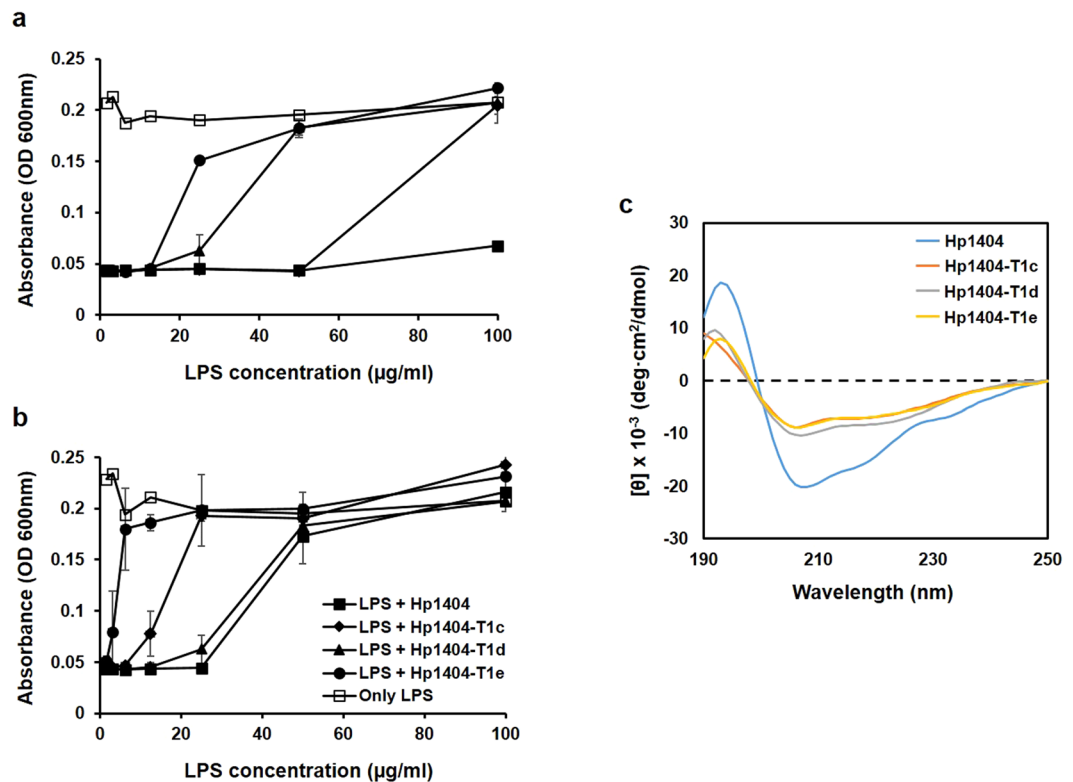 a
0.25
0.2
0.15
0.1
0.05
0
Absorbance (OD 600nm)
0 20 40 60 80 100
LPS concentration (µg/ml)
b
0.25
0.2
0.15
0.1
0.05
0
Absorbance (OD 600nm)
LPS + Hp1404
LPS + Hp1404-T1c
LPS + Hp1404-T1d
LPS + Hp1404-T1e
Only LPS
0 20 40 60 80 100
LPS concentration (µg/ml)
c
30
20
10
0
-10
-20
-30
[θ] x 10⁻³ (deg·cm²/dmol)
Hp1404
Hp1404-T1c
Hp1404-T1d
Hp1404-T1e
190 210 230 250
Wavelength (nm)